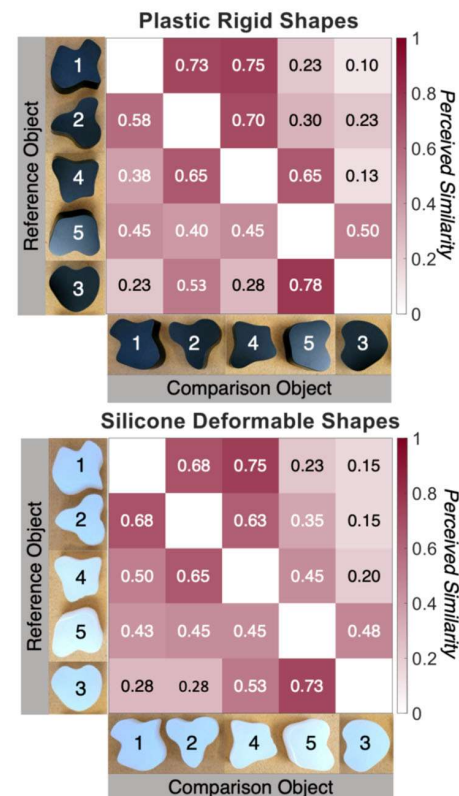 Plastic Rigid Shapes
Reference Object
1 0.73 0.75 0.23 0.10
2 0.58 0.70 0.30 0.23
4 0.38 0.65 0.65 0.13
5 0.45 0.40 0.45 0.50
3 0.23 0.53 0.28 0.78
1 2 4 5 3
Comparison Object
1
0.8
0.6
0.4
0.2
0
Perceived Similarity
Silicone Deformable Shapes
Reference Object
1 0.68 0.75 0.23 0.15
2 0.68 0.63 0.35 0.15
4 0.50 0.65 0.45 0.20
5 0.43 0.45 0.45 0.48
3 0.28 0.28 0.53 0.73
1 2 4 5 3
Comparison Object
1
0.8
0.6
0.4
0.2
0
Perceived Similarity